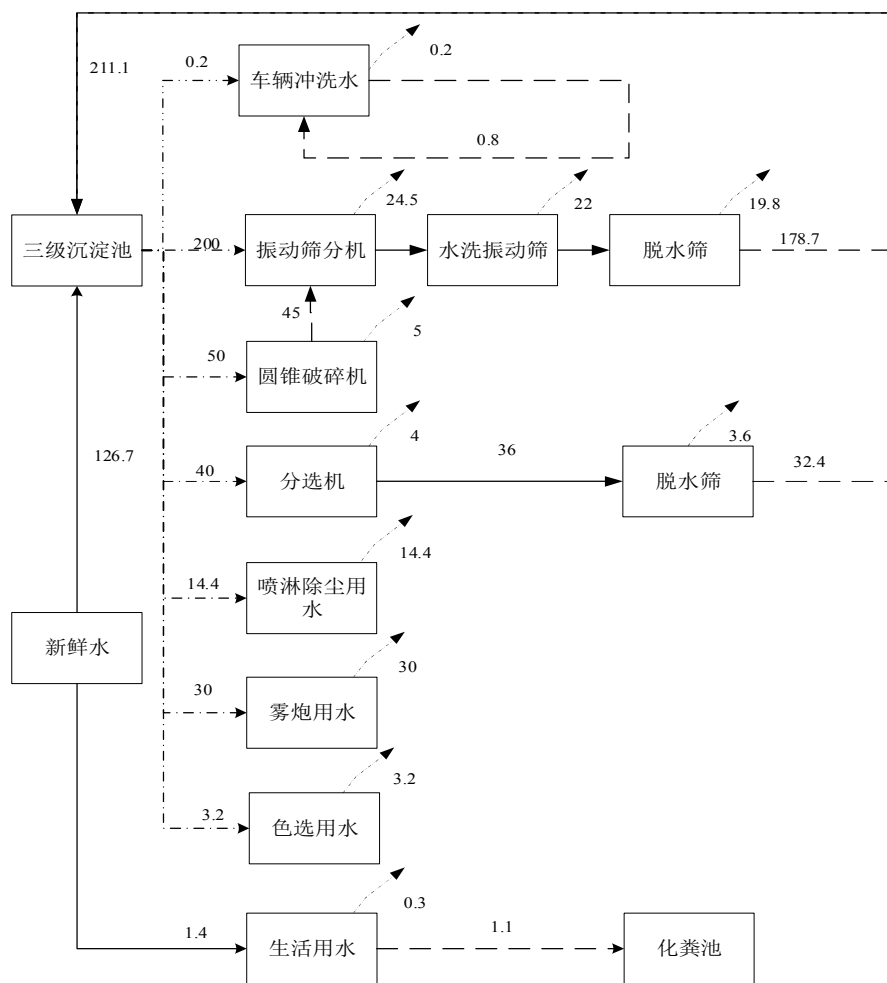 0.2
211.1
0.2
车辆冲洗水
0.8
24.5
22
19.8
三级沉淀池
200
振动筛分机
水洗振动筛
脱水筛
178.7
45
5
50
圆锥破碎机
126.7
4
36
3.6
40
分选机
脱水筛
32.4
14.4
14.4
喷淋除尘用
水
新鲜水
30
30
雾炮用水
3.2
3.2
色选用水
0.3
1.4
生活用水
1.1
化粪池